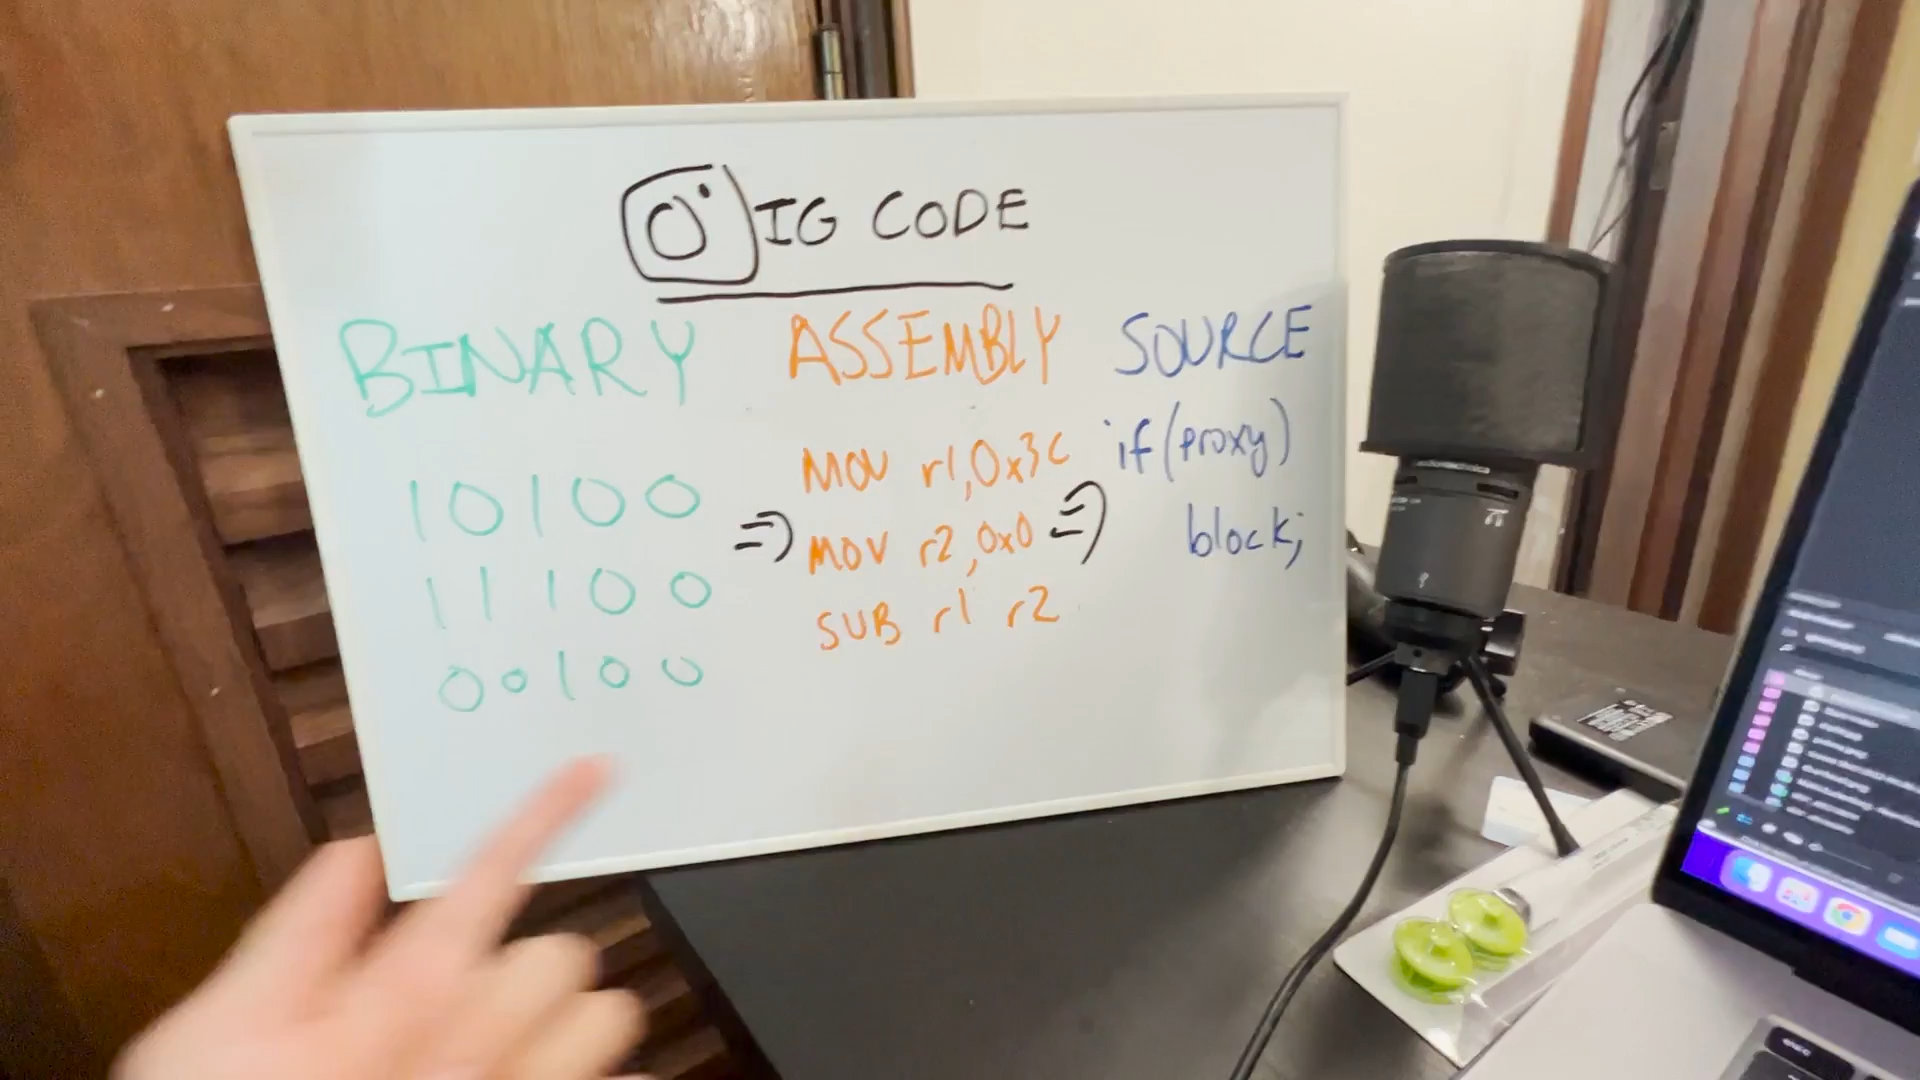 IG CODE
BINARY
10100
11100
00100
=>
ASSEMBLY
MOV r1,0x3C
MOV r2,0x0
SUB r1 r2
=>
SOURCE
if(proxy)
block;